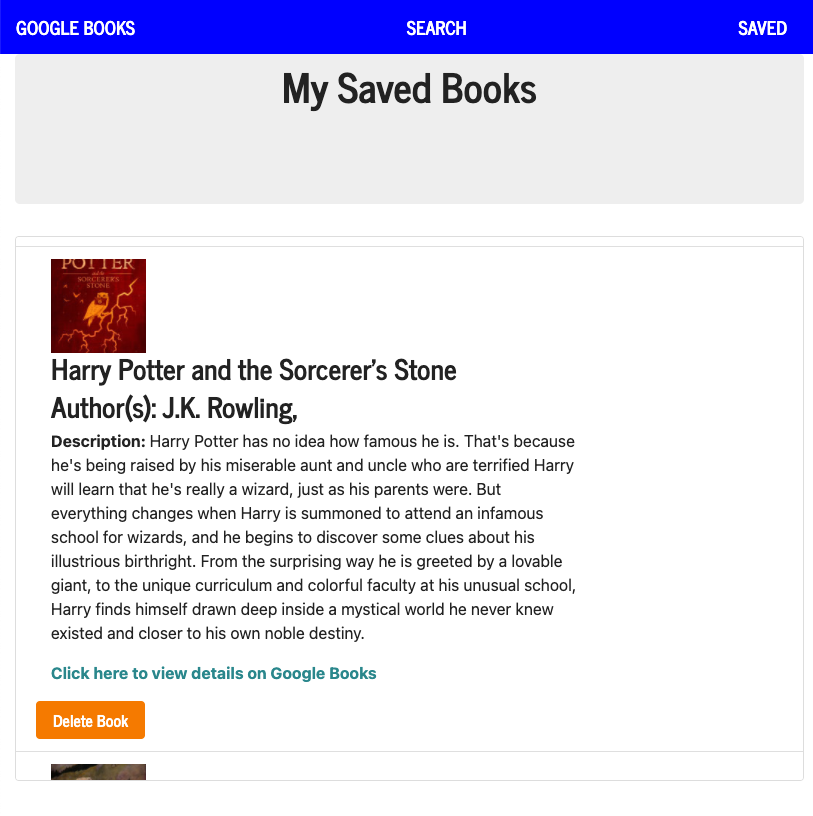 GOOGLE BOOKS SEARCH SAVED
My Saved Books
POTTER
and the
SORCERER'S
STONE
Harry Potter and the Sorcerer's Stone
Author(s): J.K. Rowling,
Description: Harry Potter has no idea how famous he is. That's because
he's being raised by his miserable aunt and uncle who are terrified Harry
will learn that he's really a wizard, just as his parents were. But
everything changes when Harry is summoned to attend an infamous
school for wizards, and he begins to discover some clues about his
illustrious birthright. From the surprising way he is greeted by a lovable
giant, to the unique curriculum and colorful faculty at his unusual school,
Harry finds himself drawn deep inside a mystical world he never knew
existed and closer to his own noble destiny.
Click here to view details on Google Books
Delete Book